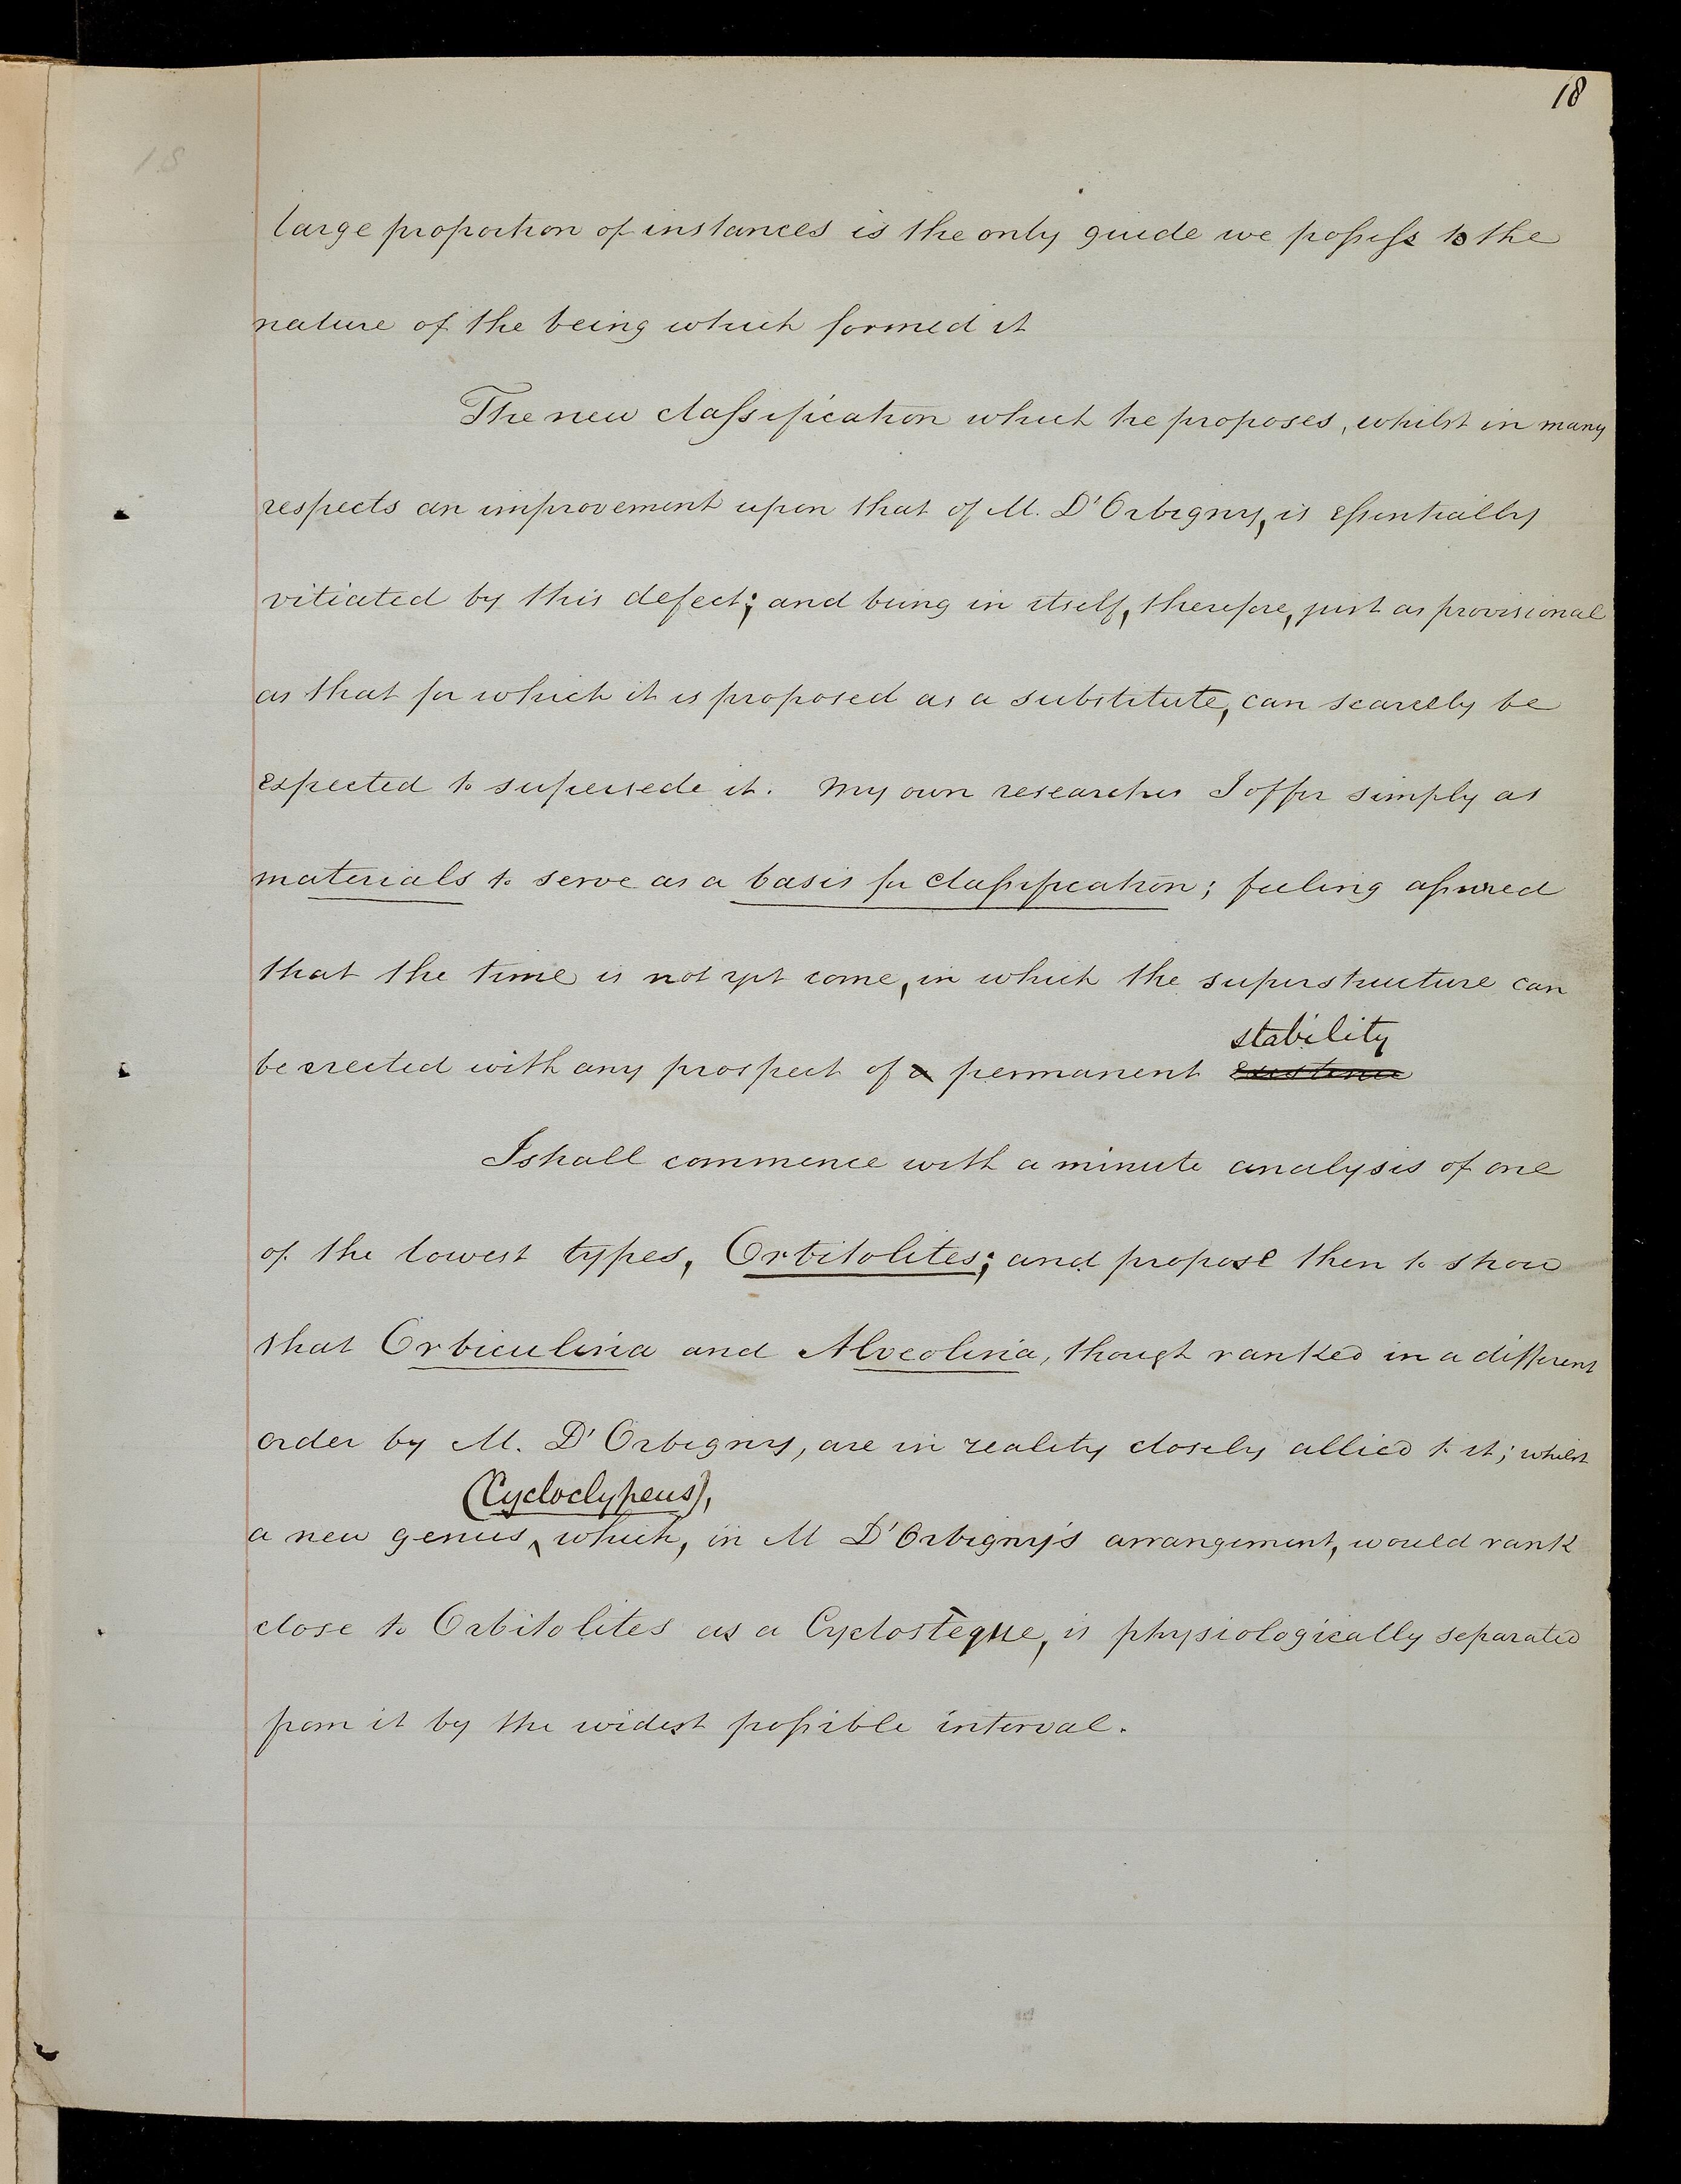 18
18
large proportion of instances is the only guide we possess to the
nature of the being which formed it
The new classification which he proposes, whilst in many
respects an improvement upon that of M. D'Orbigny, is essentially
vitiated by this defect; and being in itself, therefore, just as provisional
as that for which it is proposed as a substitute, can scarcely be
expected to supersede it. My own researches I offer simply as
materials to serve as a basis for classification; feeling assured
that the time is not yet come, in which the superstructure can
stability
be erected with any prospect of a permanent existence
I shall commence with a minute analysis of one
of the lowest types, Orbitolites; and propose then to show
that Orbiculina and Alveolina, though ranked in a different
order by M. D'Orbigny, are in reality closely allied to it; whilst
(Cycloclypeus),
a new genus, which, in M D'Orbigny's arrangement, would rank
close to Orbitolites as a Cyclostègue, is physiologically separated
from it by the widest possible interval.